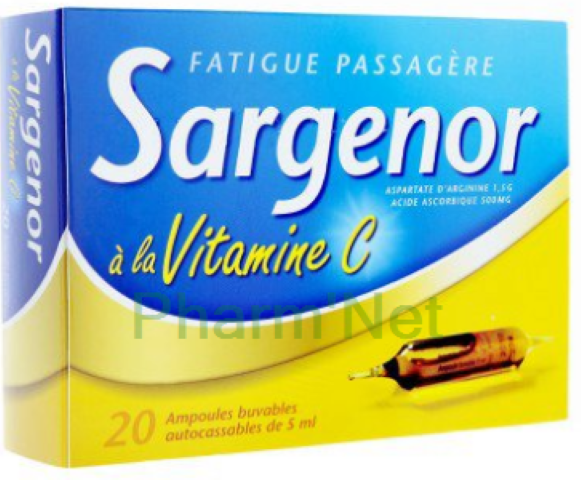 FATIGUE PASSAGÈRE
Sargenor
ASPARTATE D'ARGININE 1,5G
ACIDE ASCORBIQUE 500MG
à la Vitamine C
Pharm'Net
20 Ampoules buvables
autocassables de 5 ml
Sargenor
à la Vitamine C
20